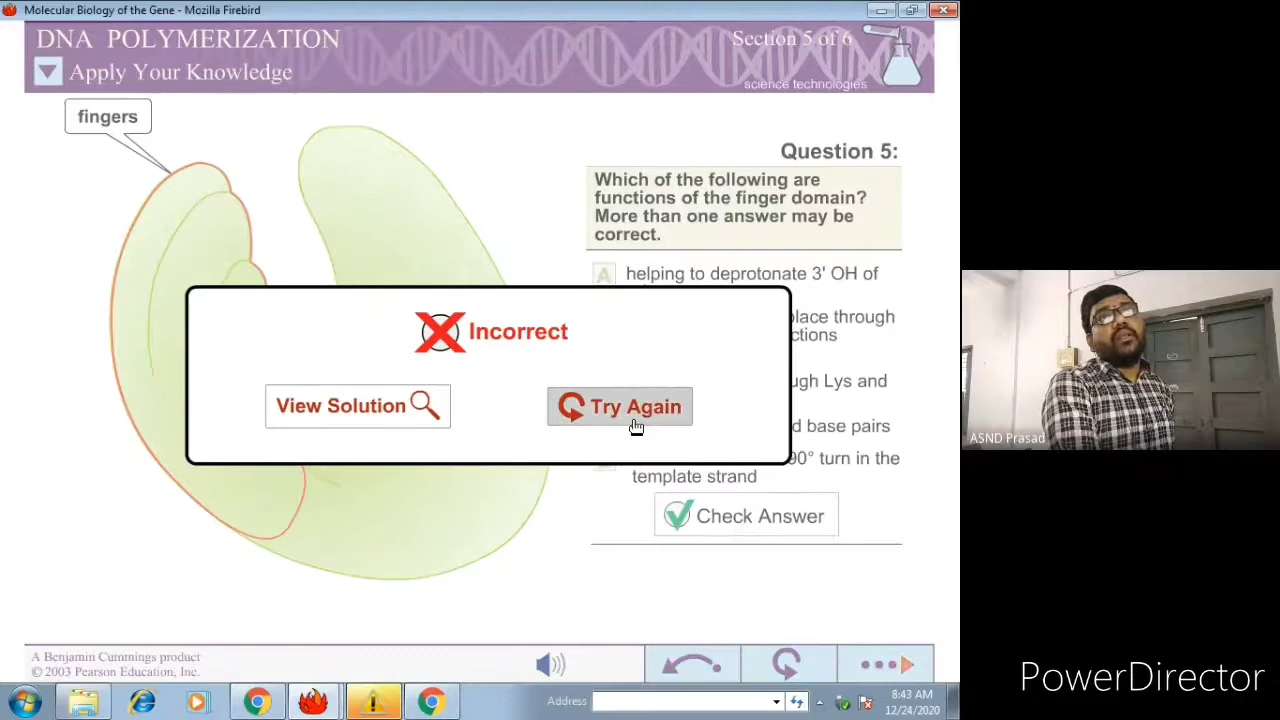 Molecular Biology of the Gene - Mozilla Firebird
DNA POLYMERIZATION
Section 5 of 6
Apply Your Knowledge
science technologies
fingers
Question 5:
Which of the following are
functions of the finger domain?
More than one answer may be
correct.
A helping to deprotonate 3' OH of
place through
ctions
ugh Lys and
d base pairs
90° turn in the
template strand
Incorrect
View Solution
Try Again
Check Answer
ASND Prasad
A Benjamin Cummings product
© 2003 Pearson Education, Inc.
Address
8:43 AM
12/24/2020
PowerDirector